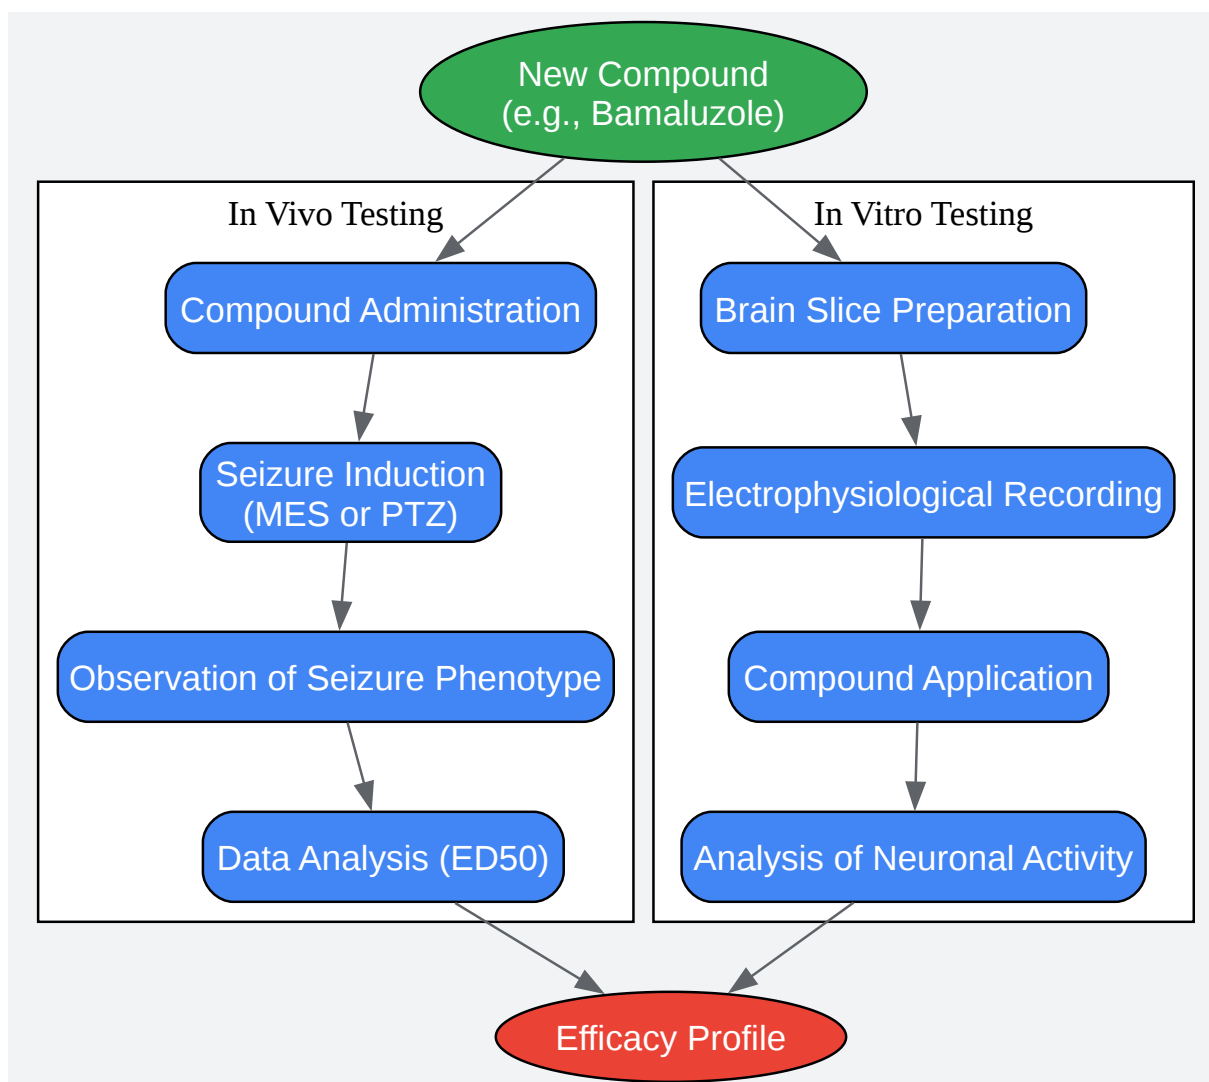 New Compound
(e.g., Bamaluzole)
In Vivo Testing
Compound Administration
Seizure Induction
(MES or PTZ)
Observation of Seizure Phenotype
Data Analysis (ED50)
In Vitro Testing
Brain Slice Preparation
Electrophysiological Recording
Compound Application
Analysis of Neuronal Activity
Efficacy Profile